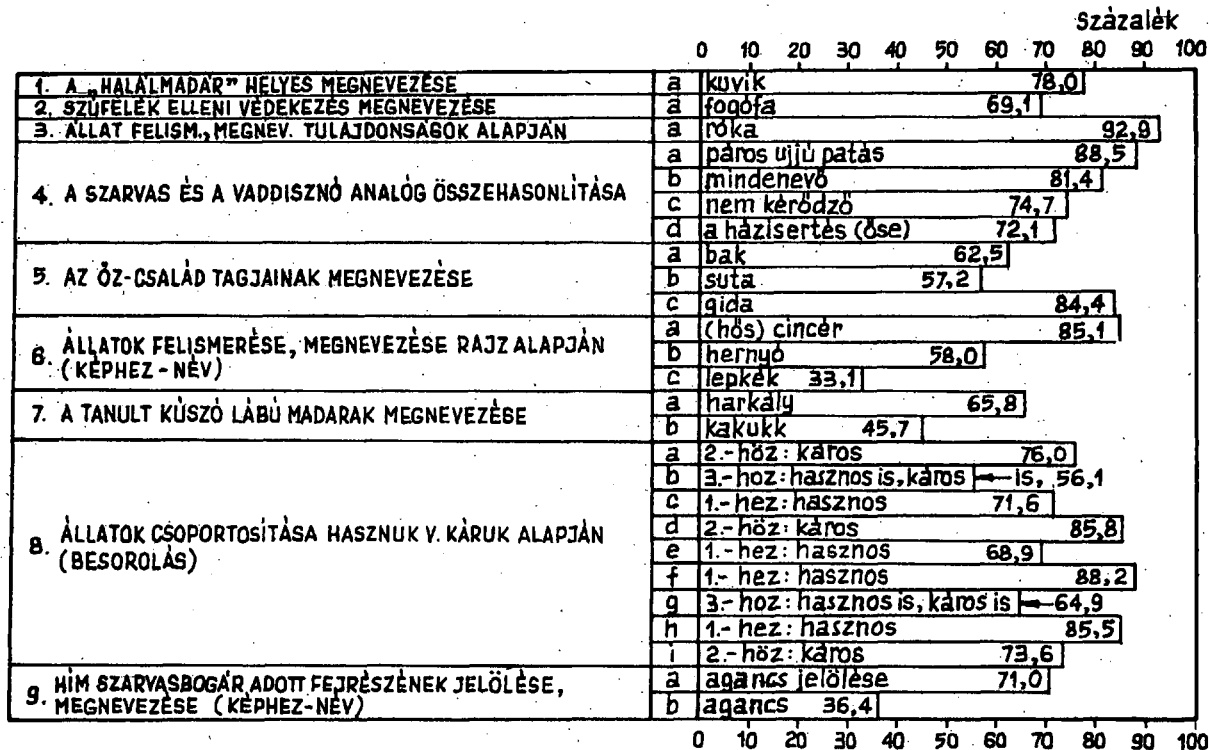 Százalék
0 10 20 30 40 50 60 70 80 90 100
1. A „HALÁLMADÁR” HELYES MEGNEVEZÉSE a kuvik 78,0
2. SZÚFÉLÉK ELLENI VÉDEKEZÉS MEGNEVEZÉSE a fogófa 69,1
3. ÁLLAT FELISM., MEGNEV. TULAJDONSÁGOK ALAPJÁN a róka 92,9
4. A SZARVAS ÉS A VADDISZNÓ ANALÓG ÖSSZEHASONLÍTÁSA
a páros ujjú patás 88,5
b mindenevő 81,4
c nem kérődző 74,7
d a házisertés (őse) 72,1
5. AZ ŐZ-CSALÁD TAGJAINAK MEGNEVEZÉSE
a bak 62,5
b suta 57,2
c gida 84,4
6. ÁLLATOK FELISMERÉSE, MEGNEVEZÉSE RAJZ ALAPJÁN
(KÉPHEZ-NÉV)
a (hős) cincér 85,1
b hernyó 58,0
c lepkék 33,1
7. A TANULT KÚSZÓ LÁBÚ MADARAK MEGNEVEZÉSE
a harkály 65,8
b kakukk 45,7
8. ÁLLATOK CSOPORTOSÍTÁSA HASZNUK V. KÁRUK ALAPJÁN
(BESOROLÁS)
a 2.-höz: káros 76,0
b 3.-hoz: hasznos is, káros is, 56,1
c 1.-hez: hasznos 71,6
d 2.-höz: káros 85,8
e 1.-hez: hasznos 68,9
f 1.-hez: hasznos 88,2
g 3.-hoz: hasznos is, káros is 64,9
h 1.-hez: hasznos 85,5
i 2.-höz: káros 73,6
9. HÍM SZARVASBOGÁR ADOTT FEJRÉSZÉNEK JELÖLÉSE,
MEGNEVEZÉSE (KÉPHEZ-NÉV)
a agancs jelölése 71,0
b agancs 36,4
0 10 20 30 40 50 60 70 80 90 100